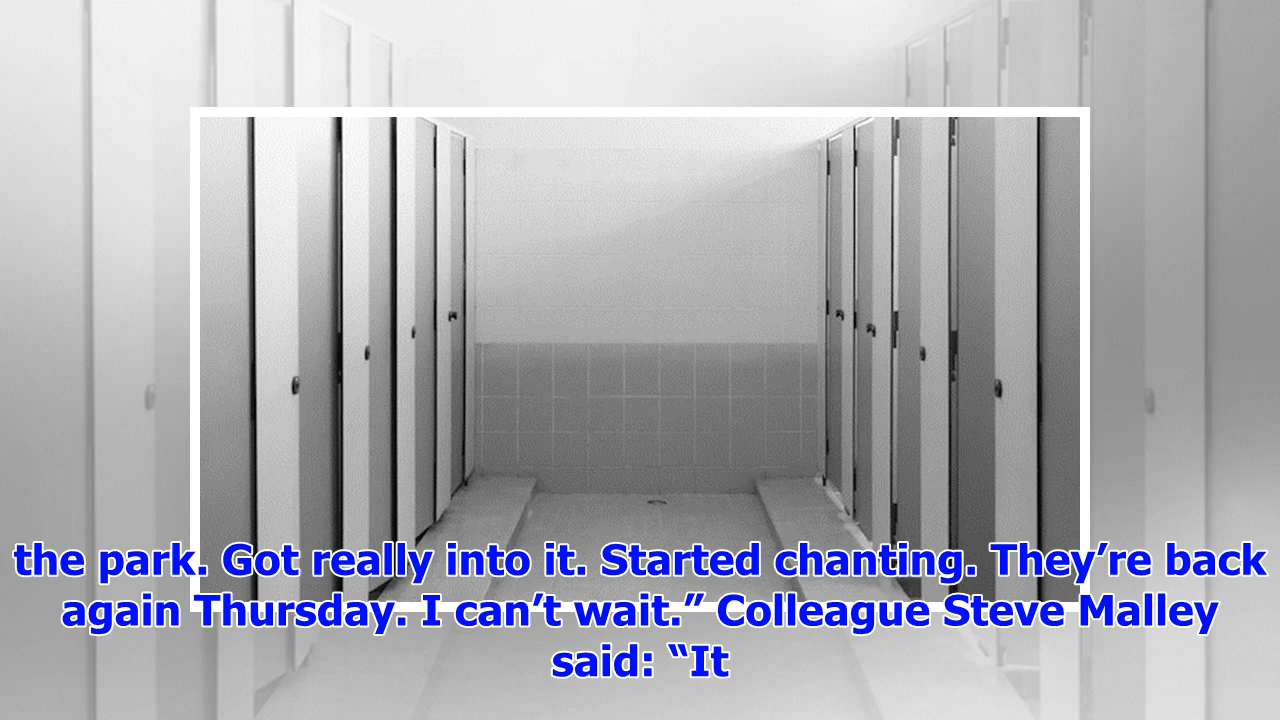 the park. Got really into it. Started chanting. They’re back
again Thursday. I can’t wait.” Colleague Steve Malley
said: “It